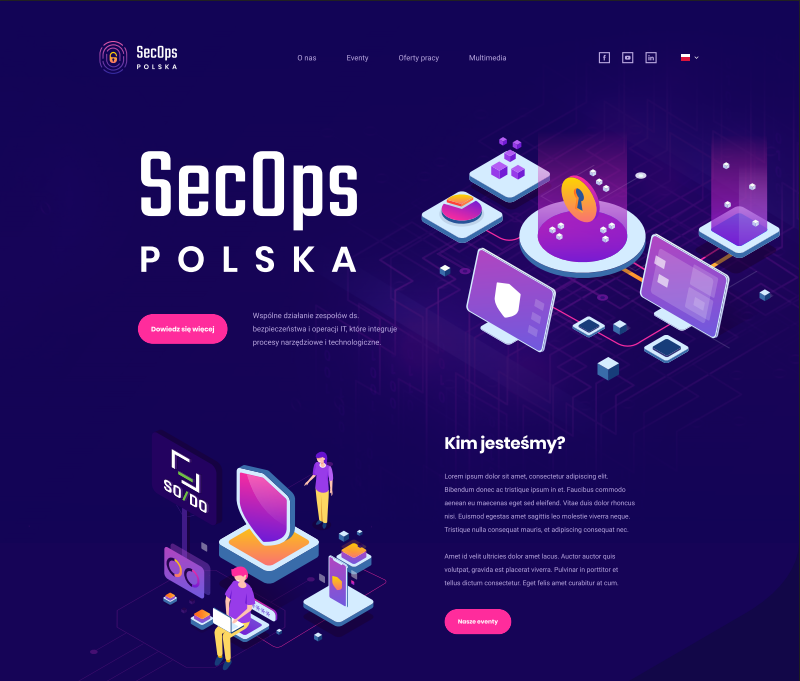 SecOps
POLSKA
O nas
Eventy
Oferty pracy
Multimedia
SecOps
POLSKA
Dowiedz się więcej
Wspólne działanie zespołów ds.
bezpieczeństwa i operacji IT, które integruje
procesy narzędziowe i technologiczne.
SO/DO
Kim jesteśmy?
Lorem ipsum dolor sit amet, consectetur adipiscing elit.
Bibendum donec ac tristique ipsum in et. Faucibus commodo
aenean eu maecenas eget sed eleifend. Vitae duis dolor rhoncus
nisi. Euismod egestas amet sagittis leo molestie viverra neque.
Tristique nulla consequat mauris, et adipiscing consequat nec.
Amet id velit ultricies dolor amet lacus. Auctor auctor quis
volutpat, gravida est placerat viverra. Pulvinar in porttitor et
tellus dictum consectetur. Eget felis amet curabitur at cum.
Nasze eventy